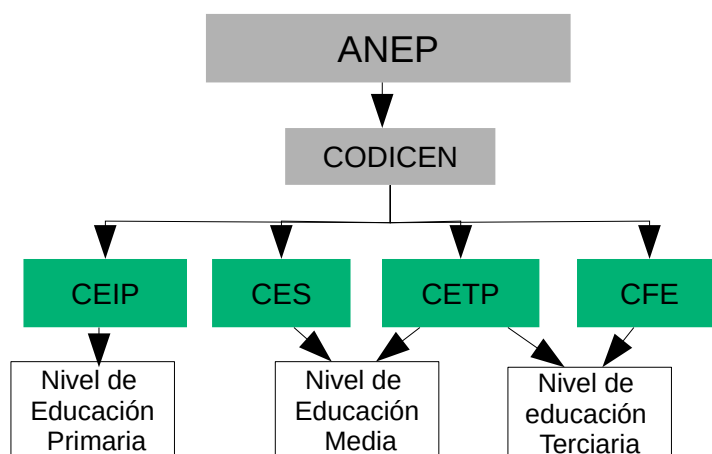 ANEP
CODICEN
CEIP
CES
CETP
CFE
Nivel de
Educación
Primaria
Nivel de
Educación
Media
Nivel de
educación
Terciaria